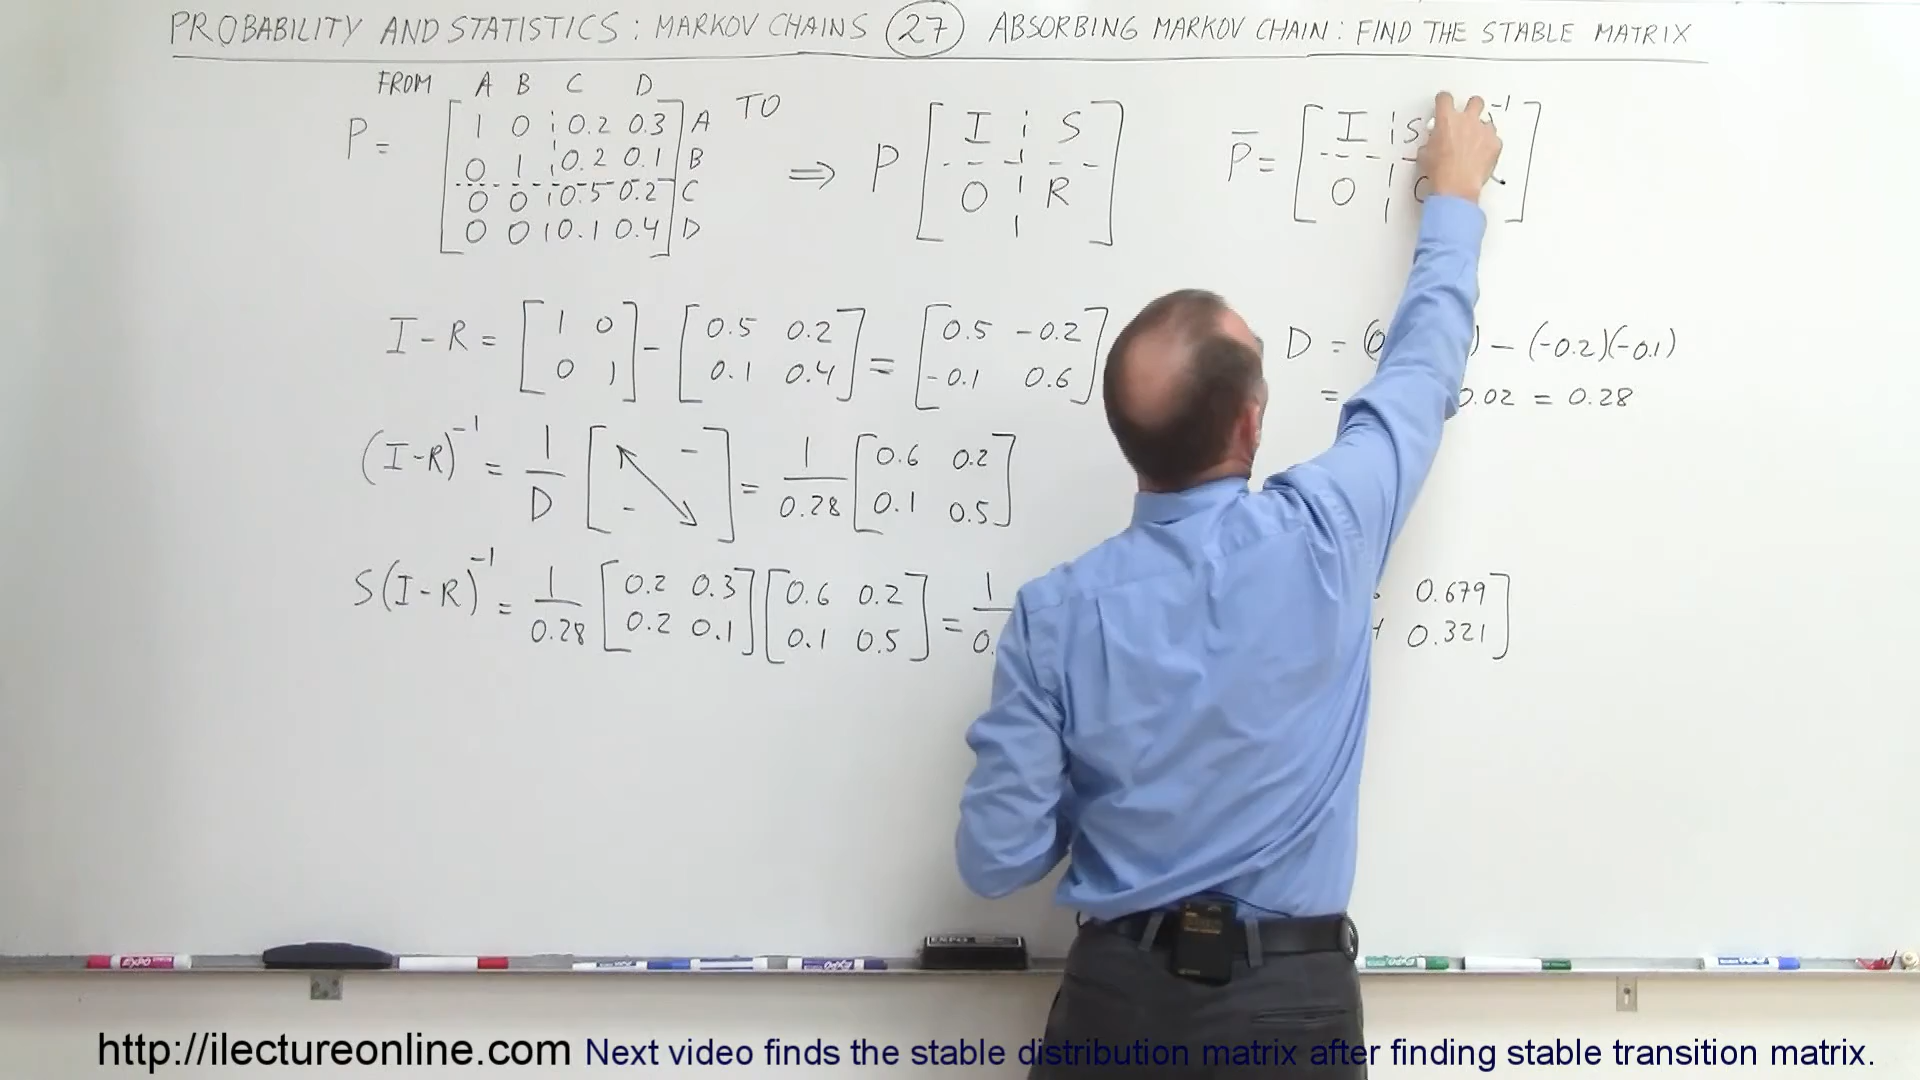 PROBABILITY AND STATISTICS : MARKOV CHAINS 27 ABSORBING MARKOV CHAIN : FIND THE STABLE MATRIX
FROM A B C D TO
P = [ 1 0 ¦ 0.2 0.3 ] A
0 1 ¦ 0.2 0.1 B
0 0 ¦ 0.5 0.2 C
0 0 ¦ 0.1 0.4 D
⇒ P [ I ¦ S
0 ¦ R ]
P̅ = [ I ¦ S -1
0 ¦ ]
I - R = [ 1 0 ] - [ 0.5 0.2 ] = [ 0.5 -0.2 ]
0 1 0.1 0.4 -0.1 0.6
D = (0 ) - (-0.2)(-0.1)
= 0.02 = 0.28
(I-R)⁻¹ = 1/D [ - - ] = 1/0.28 [ 0.6 0.2 ]
0.1 0.5
S(I-R)⁻¹ = 1/0.28 [ 0.2 0.3 ] [ 0.6 0.2 ] = 1/0. 0.679 ]
0.2 0.1 0.1 0.5 0.321
EXPO
http://ilectureonline.com Next video finds the stable distribution matrix after finding stable transition matrix.